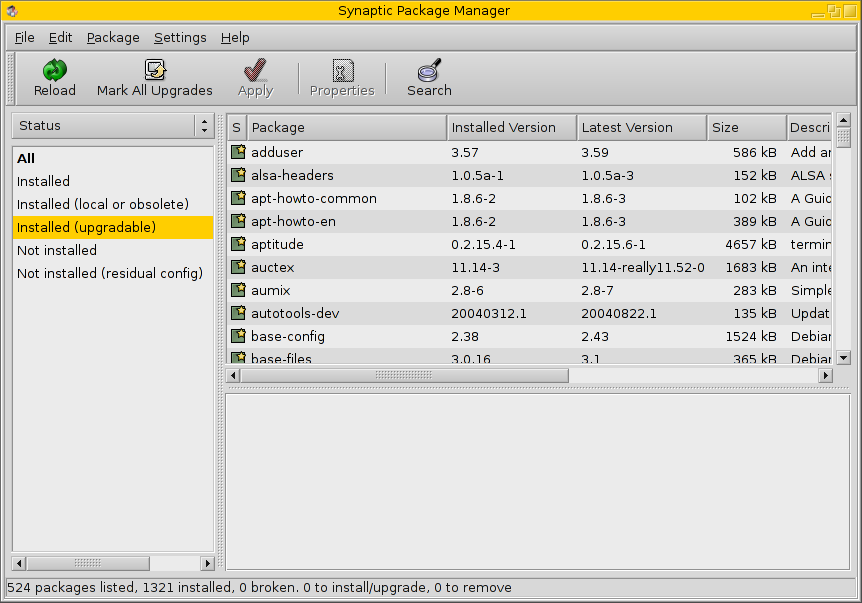 Synaptic Package Manager
File Edit Package Settings Help
Reload Mark All Upgrades Apply Properties Search
Status
All
Installed
Installed (local or obsolete)
Installed (upgradable)
Not installed
Not installed (residual config)
S Package Installed Version Latest Version Size Descri
adduser 3.57 3.59 586 kB Add ar
alsa-headers 1.0.5a-1 1.0.5a-3 152 kB ALSA
apt-howto-common 1.8.6-2 1.8.6-3 102 kB A Guid
apt-howto-en 1.8.6-2 1.8.6-3 389 kB A Guid
aptitude 0.2.15.4-1 0.2.15.6-1 4657 kB termin
auctex 11.14-3 11.14-really11.52-0 1683 kB An inte
aumix 2.8-6 2.8-7 283 kB Simple
autotools-dev 20040312.1 20040822.1 135 kB Updat
base-config 2.38 2.43 1524 kB Debiar
base-files 3.0.16 3.1 365 kB Debiar
524 packages listed, 1321 installed, 0 broken. 0 to install/upgrade, 0 to remove